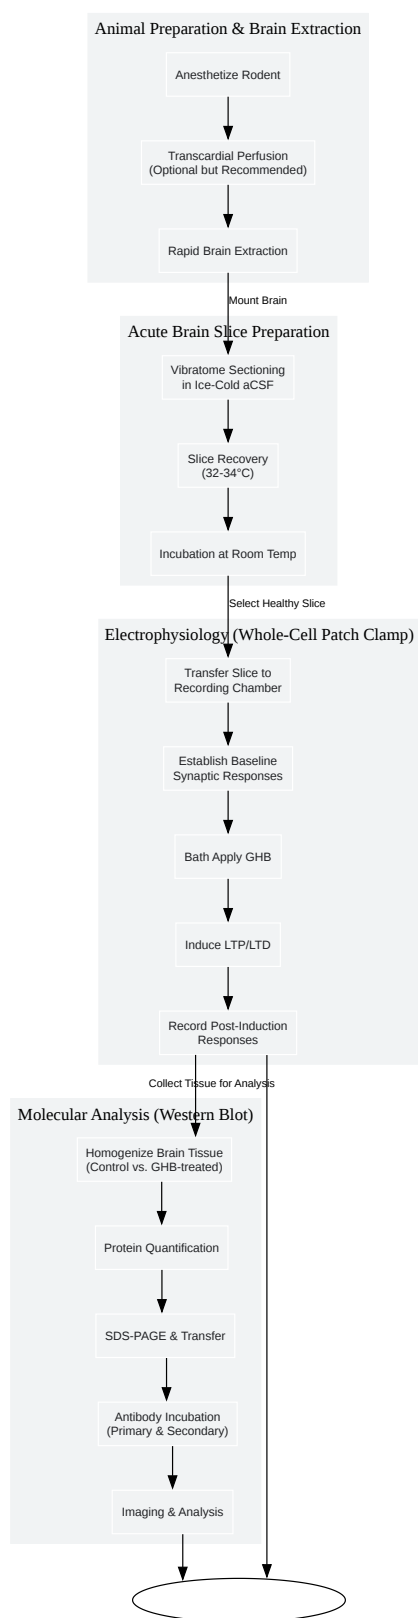 Animal Preparation & Brain Extraction
Anesthetize Rodent
Transcardial Perfusion
(Optional but Recommended)
Rapid Brain Extraction
Mount Brain
Acute Brain Slice Preparation
Vibratome Sectioning
in Ice-Cold aCSF
Slice Recovery
(32-34°C)
Incubation at Room Temp
Select Healthy Slice
Electrophysiology (Whole-Cell Patch Clamp)
Transfer Slice to
Recording Chamber
Establish Baseline
Synaptic Responses
Bath Apply GHB
Induce LTP/LTD
Record Post-Induction
Responses
Collect Tissue for Analysis
Molecular Analysis (Western Blot)
Homogenize Brain Tissue
(Control vs. GHB-treated)
Protein Quantification
SDS-PAGE & Transfer
Antibody Incubation
(Primary & Secondary)
Imaging & Analysis